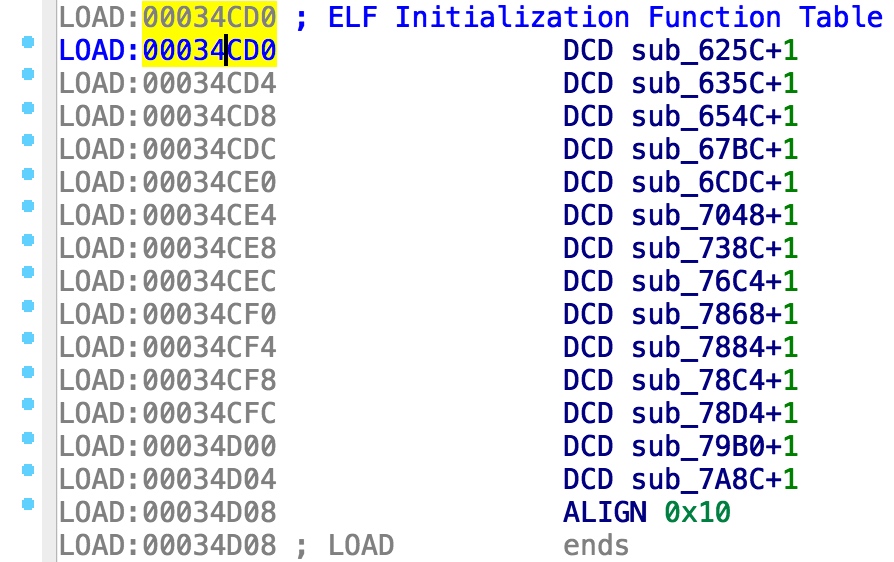 LOAD:00034CD0 ; ELF Initialization Function Table
LOAD:00034CD0 DCD sub_625C+1
LOAD:00034CD4 DCD sub_635C+1
LOAD:00034CD8 DCD sub_654C+1
LOAD:00034CDC DCD sub_67BC+1
LOAD:00034CE0 DCD sub_6CDC+1
LOAD:00034CE4 DCD sub_7048+1
LOAD:00034CE8 DCD sub_738C+1
LOAD:00034CEC DCD sub_76C4+1
LOAD:00034CF0 DCD sub_7868+1
LOAD:00034CF4 DCD sub_7884+1
LOAD:00034CF8 DCD sub_78C4+1
LOAD:00034CFC DCD sub_78D4+1
LOAD:00034D00 DCD sub_79B0+1
LOAD:00034D04 DCD sub_7A8C+1
LOAD:00034D08 ALIGN 0x10
LOAD:00034D08 ; LOAD ends